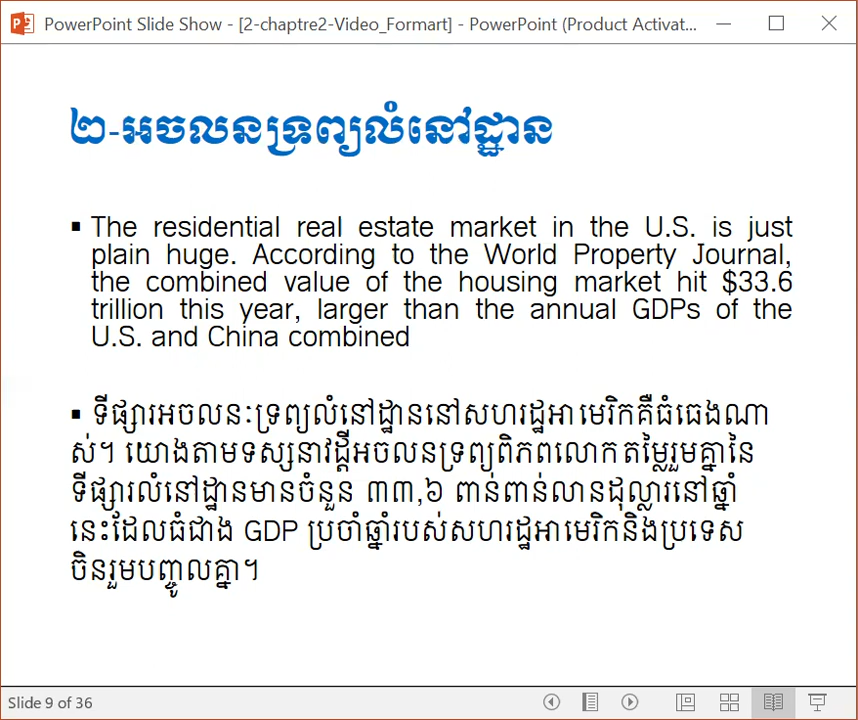 PowerPoint Slide Show - [2-chaptre2-Video_Formart] - PowerPoint (Product Activat...
២-អចលនទ្រព្យលំនៅដ្ឋាន
▪ The residential real estate market in the U.S. is just
plain huge. According to the World Property Journal,
the combined value of the housing market hit $33.6
trillion this year, larger than the annual GDPs of the
U.S. and China combined
▪ ទីផ្សារអចលនៈទ្រព្យលំនៅដ្ឋាននៅសហរដ្ឋអាមេរិកគឺធំធេងណា
ស់។ យោងតាមទស្សនាវដ្តីអចលនទ្រព្យពិភពលោក តម្លៃរួមគ្នានៃ
ទីផ្សារលំនៅដ្ឋានមានចំនួន ៣៣,៦ ពាន់ពាន់លានដុល្លារនៅឆ្នាំ
នេះដែលធំជាង GDP ប្រចាំឆ្នាំរបស់សហរដ្ឋអាមេរិកនិងប្រទេស
ចិនរួមបញ្ចូលគ្នា។
Slide 9 of 36